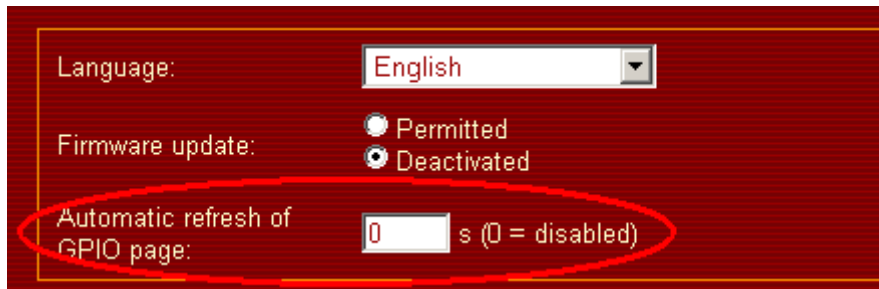 Language: English
Firmware update: Permitted
Deactivated
Automatic refresh of
GPIO page: 0 s (0 = disabled)